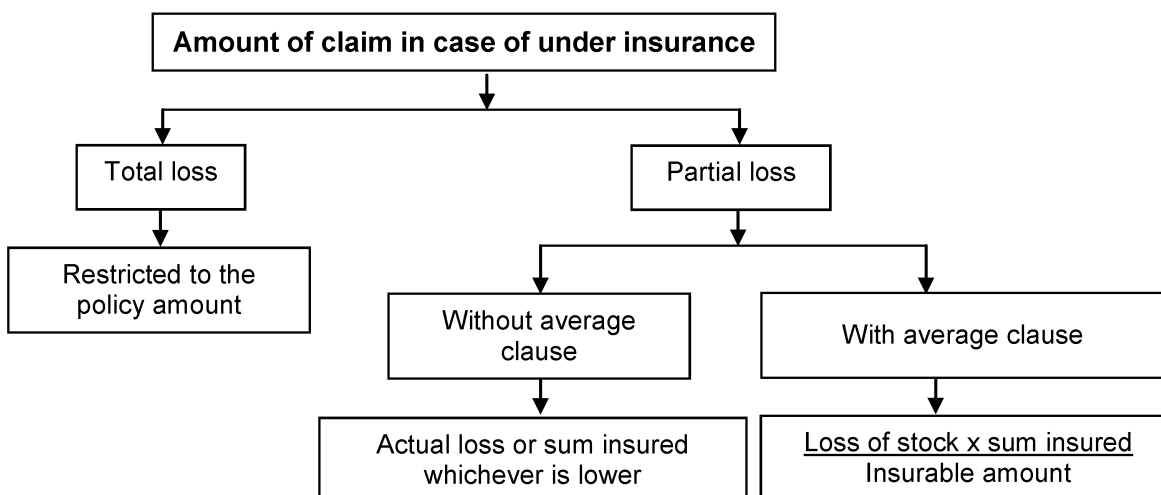 Amount of claim in case of under insurance
Total loss
Partial loss
Restricted to the
policy amount
Without average
clause
With average clause
Actual loss or sum insured
whichever is lower
Loss of stock x sum insured
Insurable amount